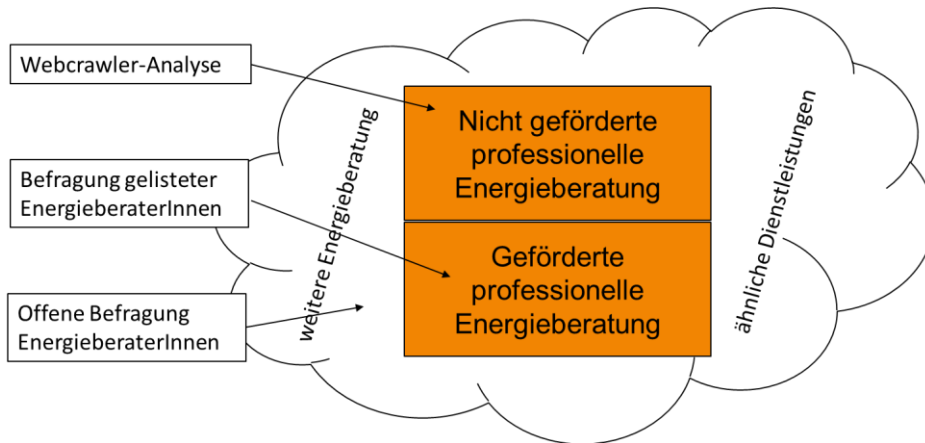 Webcrawler-Analyse
Befragung gelisteter
EnergieberaterInnen
Offene Befragung
EnergieberaterInnen
weitere Energieberatung
Nicht geförderte
professionelle
Energieberatung
Geförderte
professionelle
Energieberatung
ähnliche Dienstleistungen